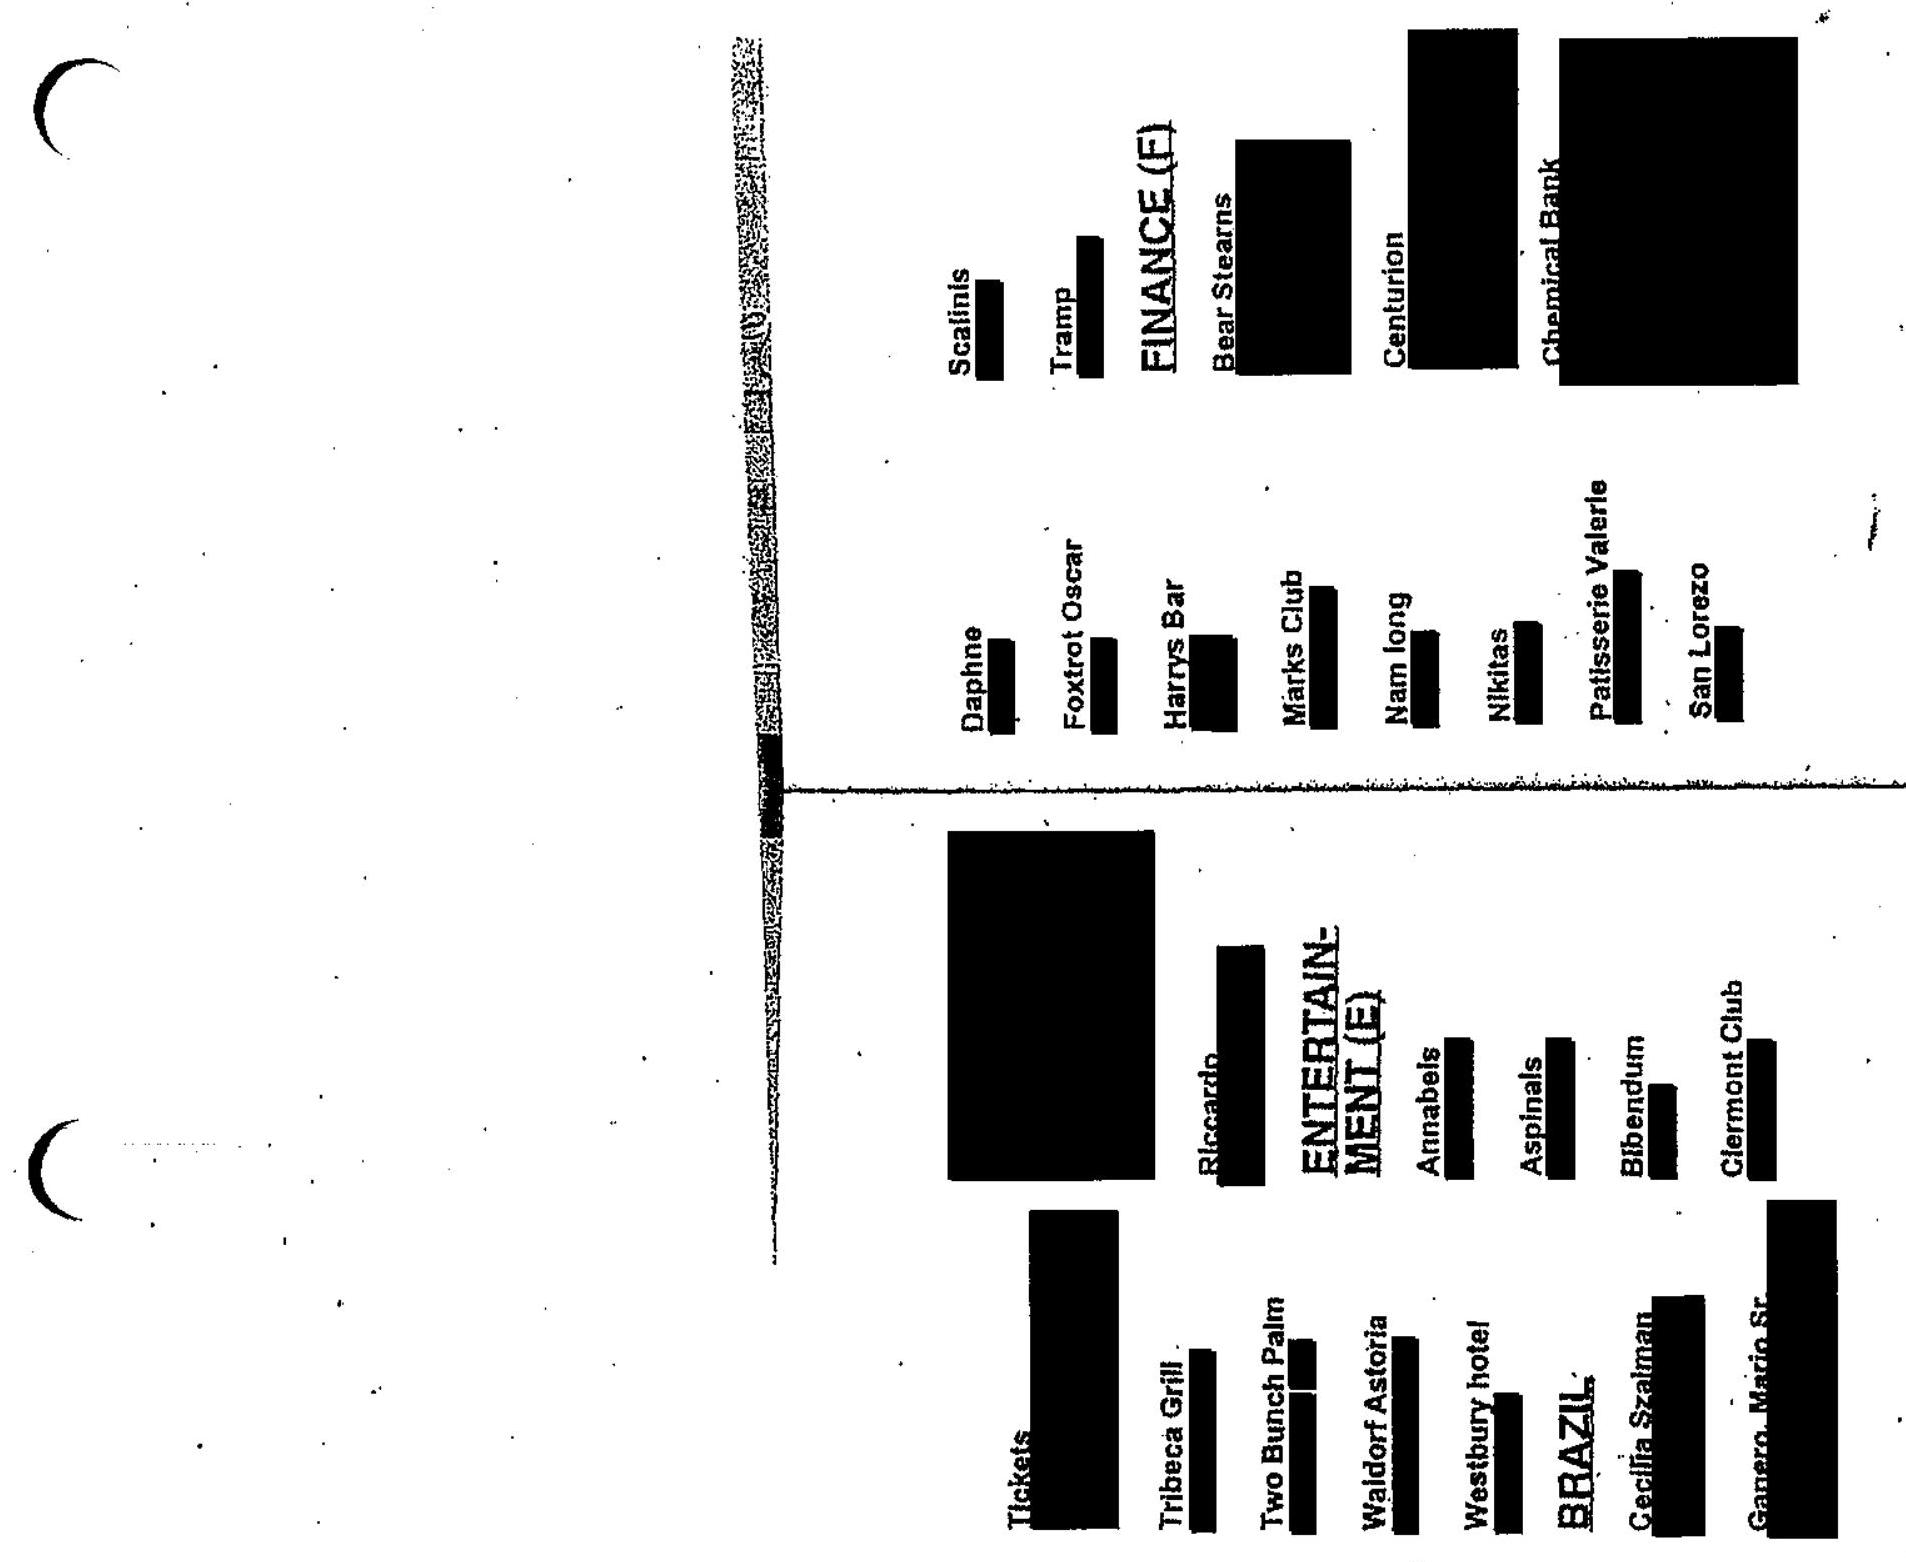 Tickets
Tribeca Grill
Two Bunch Palm
Waldorf Astoria
Westbury hotel
BRAZIL
Cecilia Szalman
Mario Sr.
Riccardo
ENTERTAIN-
MENT (E)
Annabels
Aspinals
Bibendum
Clermont Club
Daphne
Foxtrot Oscar
Harrys Bar
Marks Club
Nam long
Nikitas
Patisserie Valerie
San Lorezo
Scalinis
Tramp
FINANCE (F)
Bear Stearns
Centurion
Chemical Bank